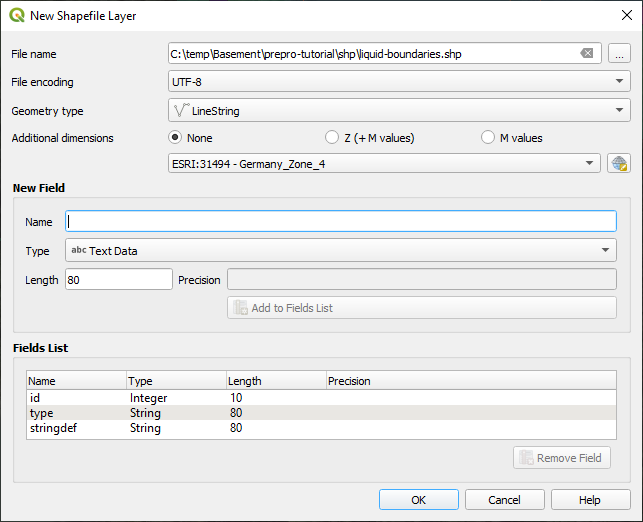 New Shapefile Layer
File name C:\temp\Basement\prepro-tutorial\shp\liquid-boundaries.shp ...
File encoding UTF-8
Geometry type LineString
Additional dimensions None Z (+ M values) M values
ESRI:31494 - Germany_Zone_4
New Field
Name
Type abc Text Data
Length 80 Precision
Add to Fields List
Fields List
Name Type Length Precision
id Integer 10
type String 80
stringdef String 80
Remove Field
OK Cancel Help